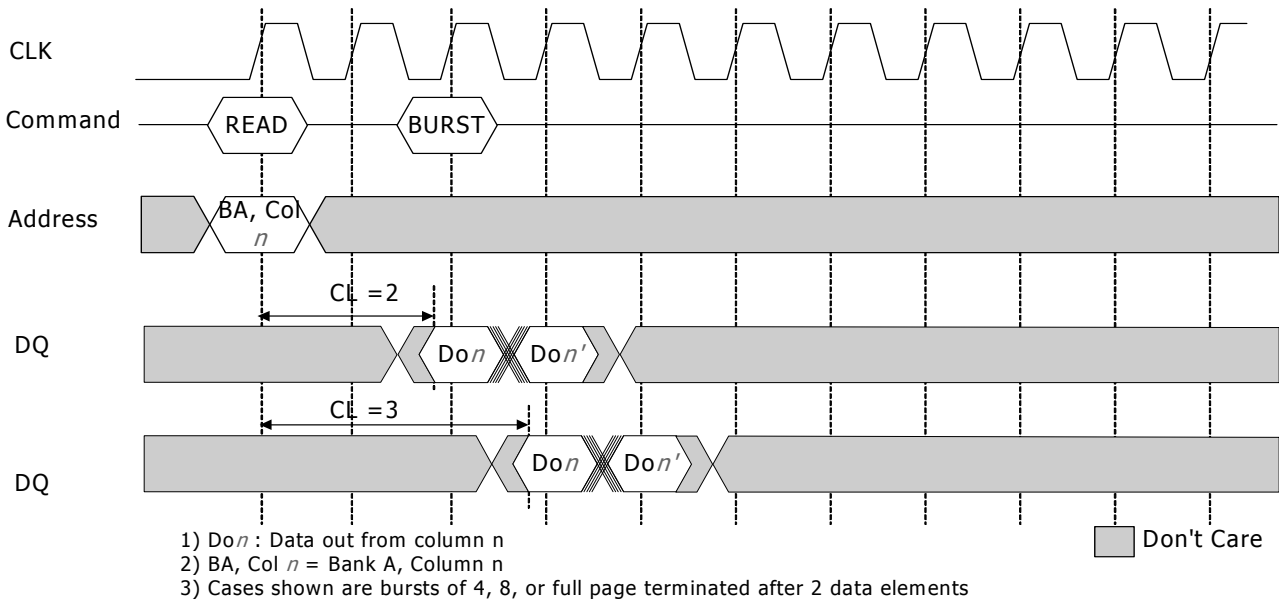 CLK
Command
READ
BURST
Address
BA, Col
n
CL =2
DQ
Don
Don'
CL =3
DQ
Don
Don'
1) Don : Data out from column n
2) BA, Col n = Bank A, Column n
3) Cases shown are bursts of 4, 8, or full page terminated after 2 data elements
Don't Care